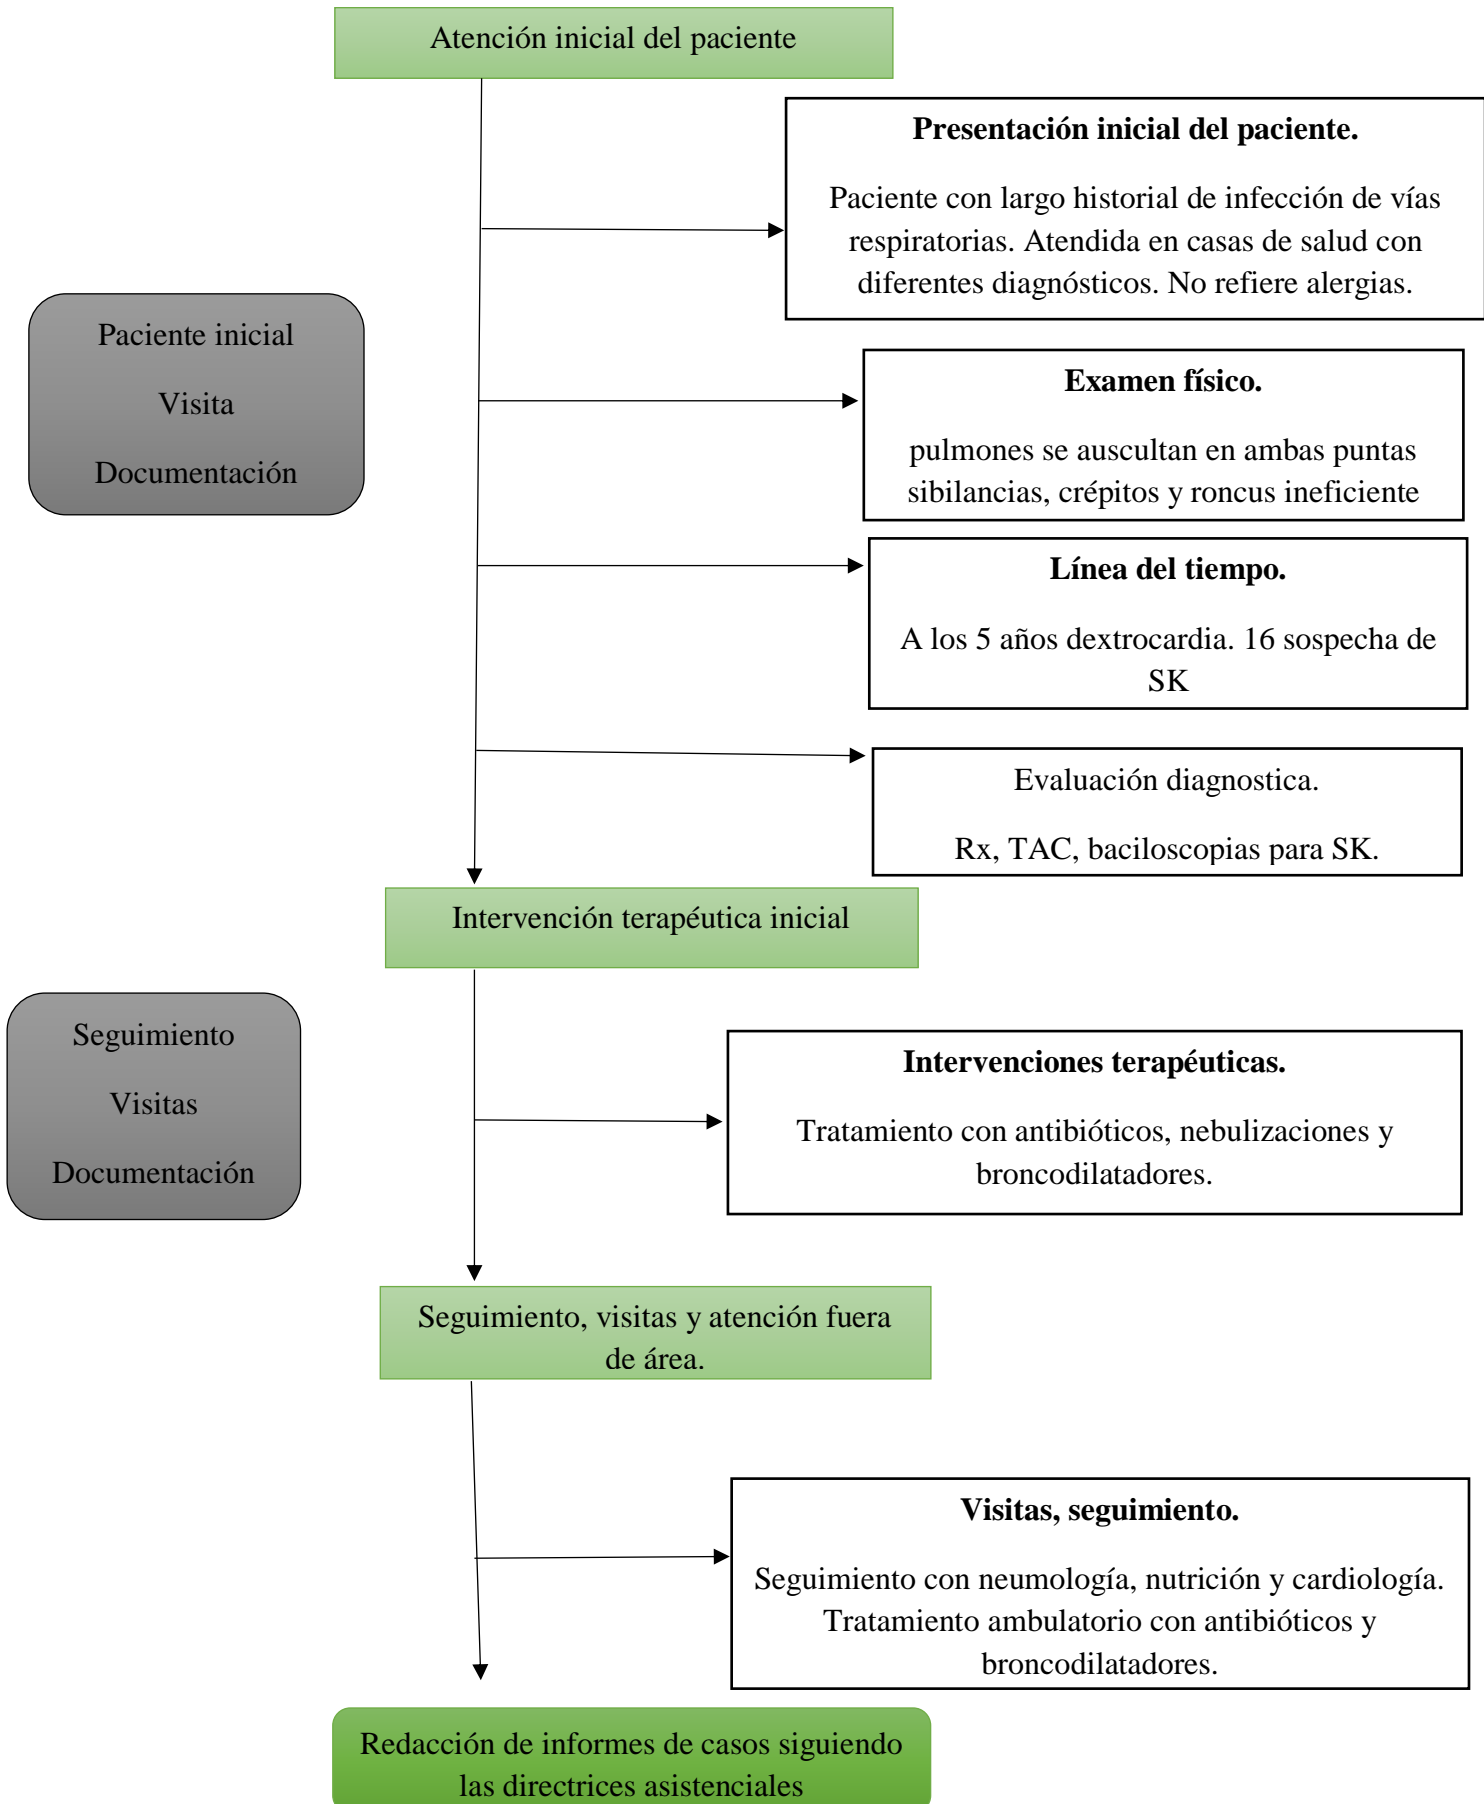 Atención inicial del paciente
Presentación inicial del paciente.
Paciente con largo historial de infección de vías
respiratorias. Atendida en casas de salud con
diferentes diagnósticos. No refiere alergias.
Paciente inicial
Visita
Documentación
Examen físico.
pulmones se auscultan en ambas puntas
sibilancias, crépitos y roncus ineficiente
Línea del tiempo.
A los 5 años dextrocardia. 16 sospecha de
SK
Evaluación diagnostica.
Rx, TAC, baciloscopias para SK.
Intervención terapéutica inicial
Seguimiento
Visitas
Documentación
Intervenciones terapéuticas.
Tratamiento con antibióticos, nebulizaciones y
broncodilatadores.
Seguimiento, visitas y atención fuera
de área.
Visitas, seguimiento.
Seguimiento con neumología, nutrición y cardiología.
Tratamiento ambulatorio con antibióticos y
broncodilatadores.
Redacción de informes de casos siguiendo
las directrices asistenciales